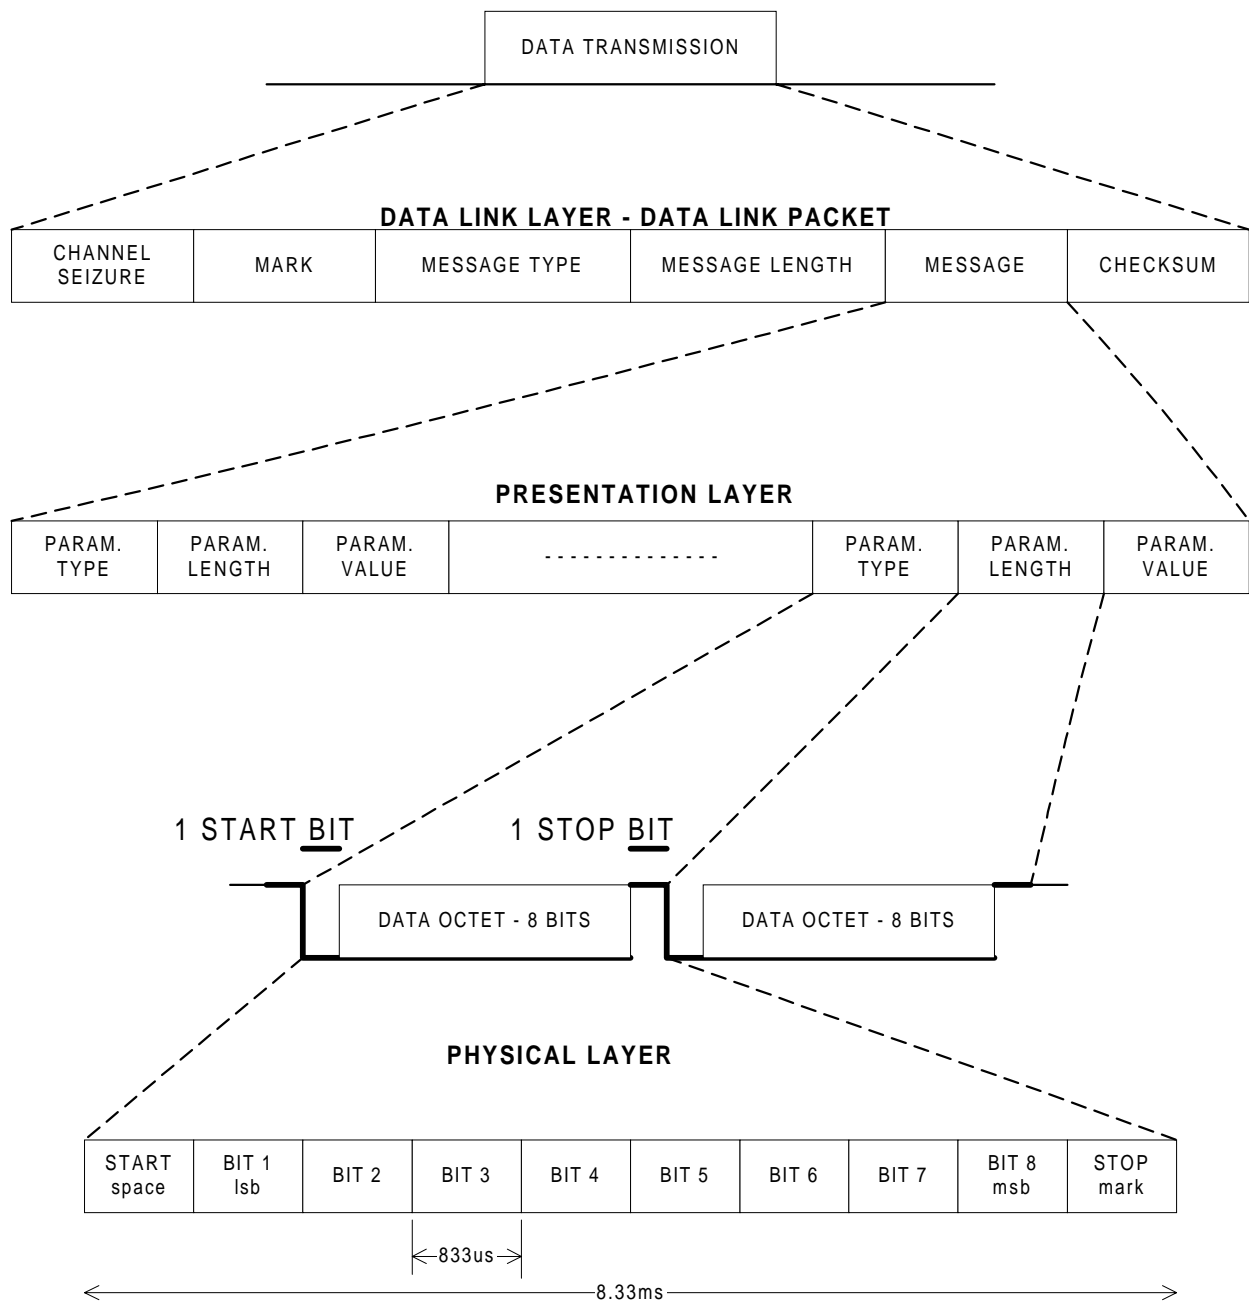 DATA TRANSMISSION
DATA LINK LAYER - DATA LINK PACKET
CHANNEL
SEIZURE
MARK
MESSAGE TYPE
MESSAGE LENGTH
MESSAGE
CHECKSUM
PRESENTATION LAYER
PARAM.
TYPE
PARAM.
LENGTH
PARAM.
VALUE
- - - - - - - - - - - - - -
PARAM.
TYPE
PARAM.
LENGTH
PARAM.
VALUE
1 START BIT
1 STOP BIT
DATA OCTET - 8 BITS
DATA OCTET - 8 BITS
PHYSICAL LAYER
START
space
BIT 1
lsb
BIT 2
BIT 3
BIT 4
BIT 5
BIT 6
BIT 7
BIT 8
msb
STOP
mark
833us
8.33ms